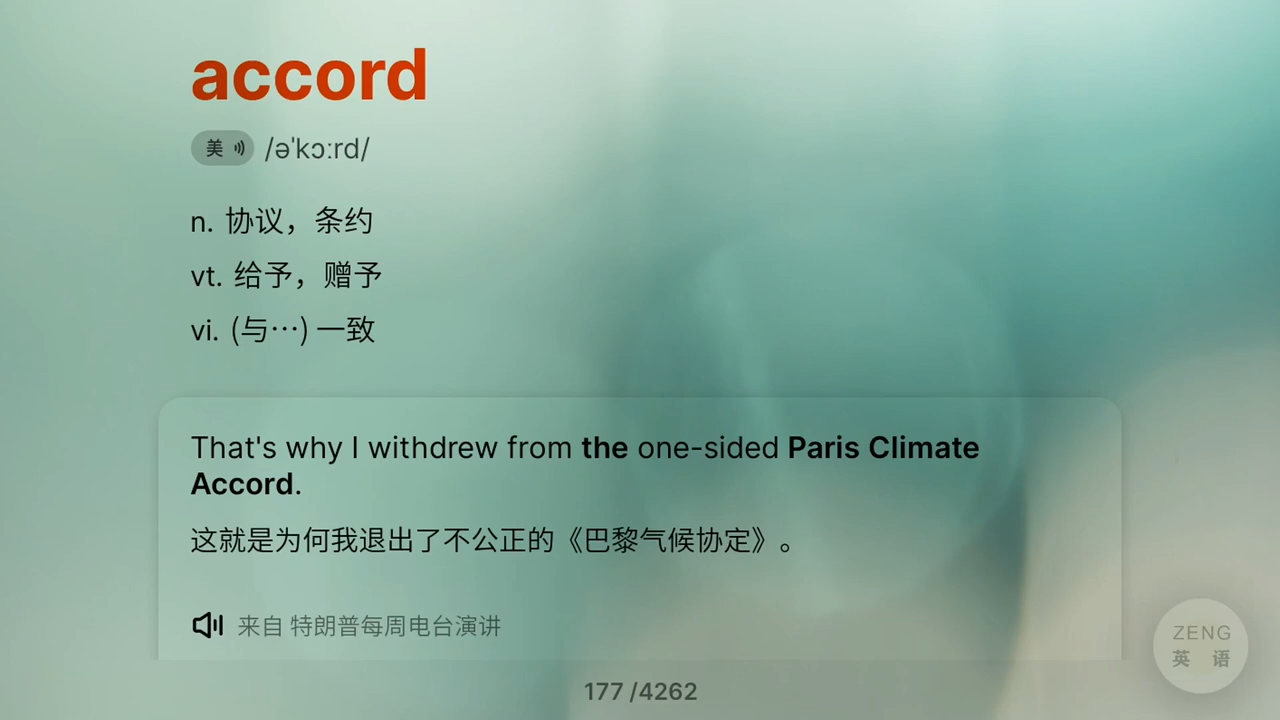 accord
美 /əˈkɔːrd/
n. 协议，条约
vt. 给予，赠予
vi. (与···) 一致
That's why I withdrew from the one-sided Paris Climate
Accord.
这就是为何我退出了不公正的《巴黎气候协定》。
来自 特朗普每周电台演讲
ZENG
英 语
177 /4262